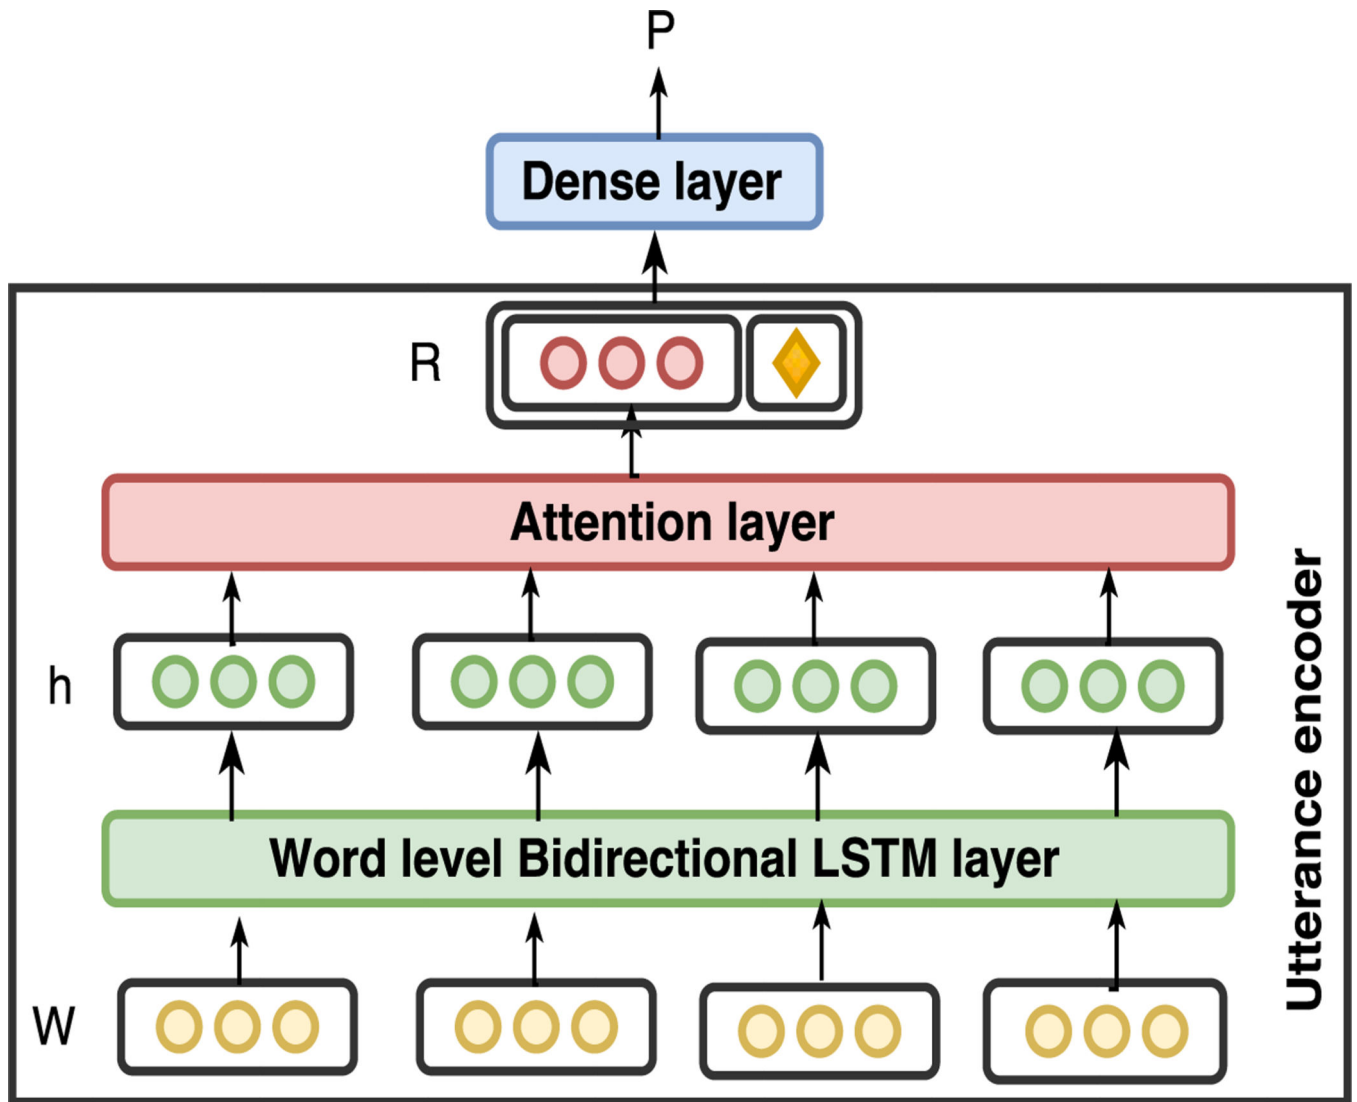 P
Dense layer
R
Attention layer
h
Word level Bidirectional LSTM layer
W
Utterance encoder